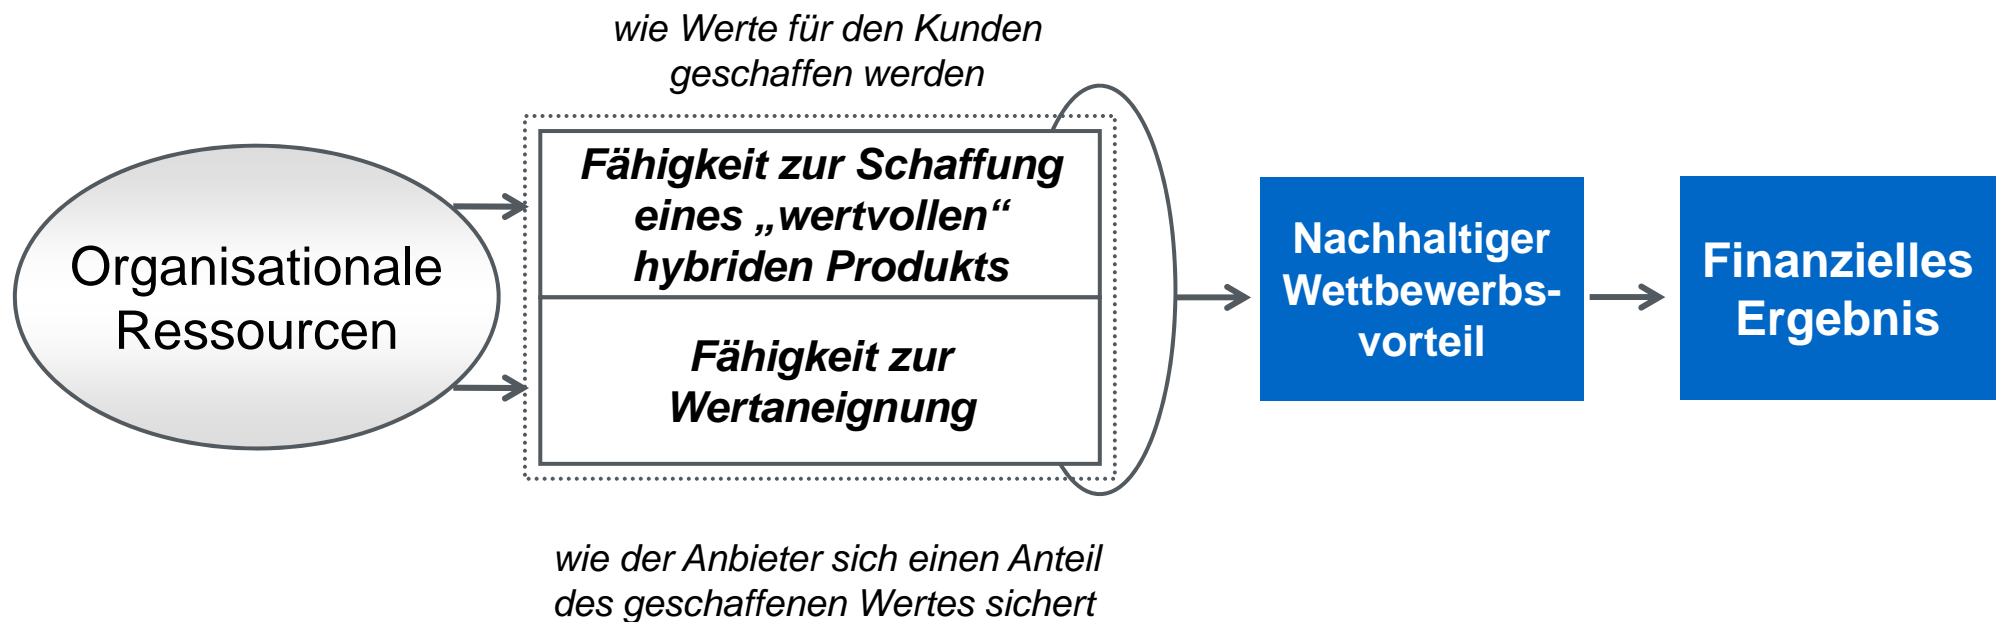 wie Werte für den Kunden
geschaffen werden
Organisationale
Ressourcen
Fähigkeit zur Schaffung
eines „wertvollen“
hybriden Produkts
Fähigkeit zur
Wertaneignung
Nachhaltiger
Wettbewerbs-
vorteil
Finanzielles
Ergebnis
wie der Anbieter sich einen Anteil
des geschaffenen Wertes sichert